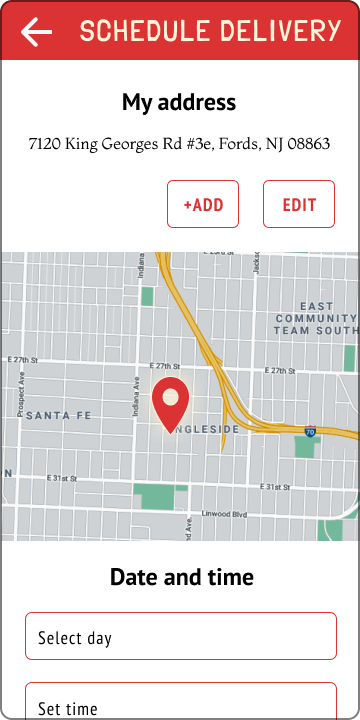 SCHEDULE DELIVERY
My address
7120 King Georges Rd #3e, Fords, NJ 08863
+ADD
EDIT
Indiana
EAST
COMMUNITY
TEAM SOUTH
E 27th St
E 27th St
E 27th St
Prospect Ave
Indiana Ave
SANTA FE
NGLESIDE
70
N
E 31st St
E 31st St
Linwood Blvd
nd Ave
Date and time
Select day
Set time